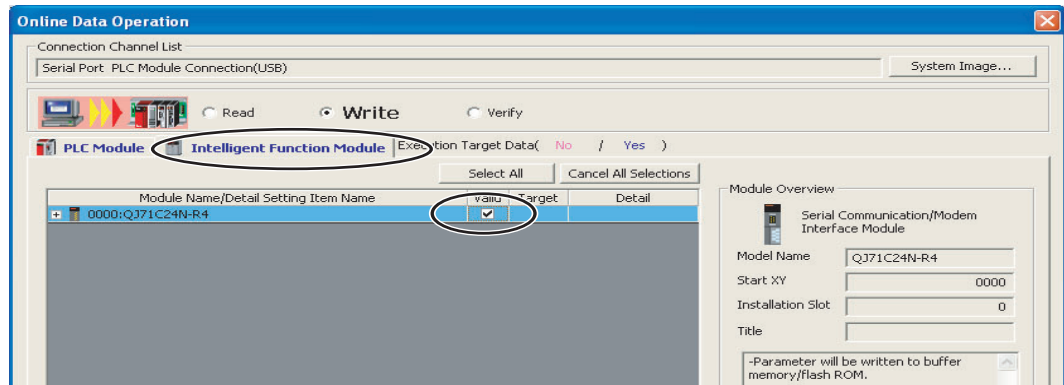 Online Data Operation
Connection Channel List
Serial Port PLC Module Connection(USB)
System Image...
Read
Write
Verify
PLC Module
Intelligent Function Module
Execution Target Data( No / Yes )
Select All
Cancel All Selections
Module Name/Detail Setting Item Name
Valid
Target
Detail
0000:QJ71C24N-R4
Module Overview
Serial Communication/Modem
Interface Module
Model Name
QJ71C24N-R4
Start XY
0000
Installation Slot
0
Title
-Parameter will be written to buffer
memory/flash ROM.